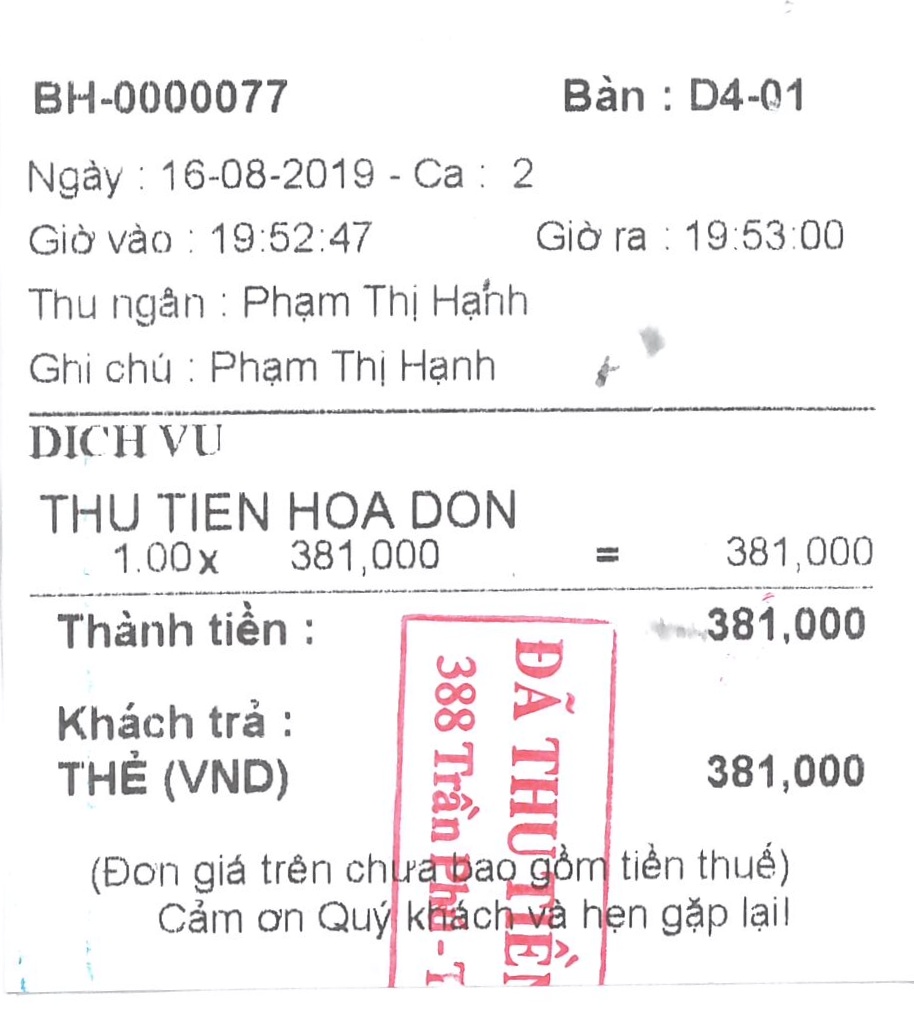 BH-0000077 Bàn : D4-01
Ngày : 16-08-2019 - Ca : 2
Giờ vào : 19:52:47 Giờ ra : 19:53:00
Thu ngân : Phạm Thị Hạnh
Ghi chú : Phạm Thị Hạnh
DICH VU
THU TIEN HOA DON
1.00 x 381,000 = 381,000
Thành tiền : 381,000
Khách trả :
THẺ (VND) 381,000
(Đơn giá trên chưa bao gồm tiền thuế)
Cảm ơn Quý khách và hẹn gặp lại!
ĐÃ THU TIỀN
388 Trần Phú - T